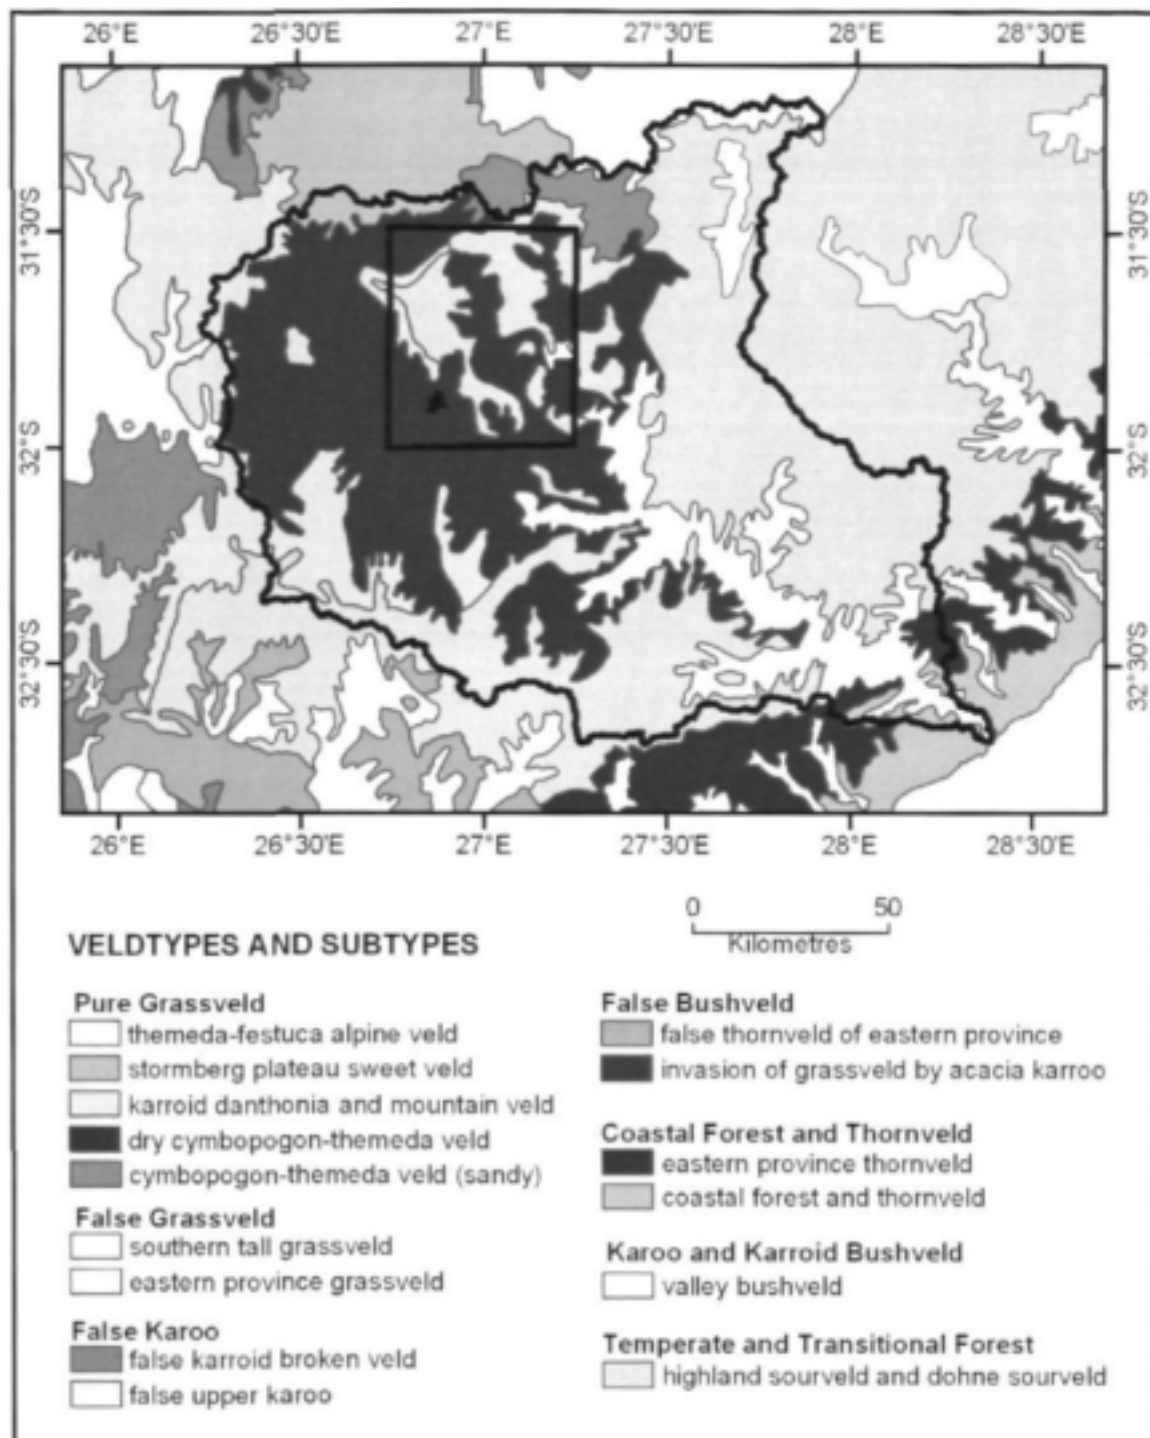 26°E 26°30'E 27°E 27°30'E 28°E 28°30'E
31°30'S 31°30'S
32°S 32°S
32°30'S 32°30'S
26°E 26°30'E 27°E 27°30'E 28°E 28°30'E
0 50
Kilometres
VELDTYPES AND SUBTYPES
Pure Grassveld
themeda-festuca alpine veld
stormberg plateau sweet veld
karroid danthonia and mountain veld
dry cymbopogon-themeda veld
cymbopogon-themeda veld (sandy)
False Grassveld
southern tall grassveld
eastern province grassveld
False Karoo
false karroid broken veld
false upper karoo
False Bushveld
false thornveld of eastern province
invasion of grassveld by acacia karroo
Coastal Forest and Thornveld
eastern province thornveld
coastal forest and thornveld
Karoo and Karroid Bushveld
valley bushveld
Temperate and Transitional Forest
highland sourveld and dohne sourveld